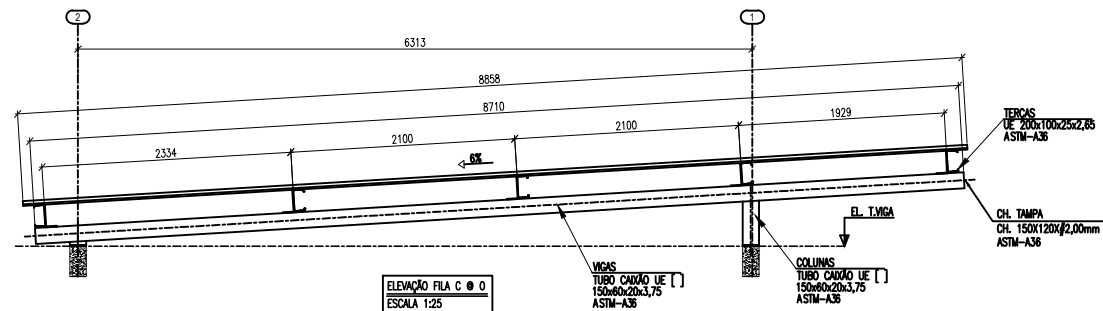 2
1
6313
8858
8710
1929
2100
2100
2334
6%
TERCAS
UE 200x100x25x2,65
ASTM-A36
EL. T.VIGA
CH. TAMPA
CH. 150X120X#2,00mm
ASTM-A36
VIGAS
TUBO CAIXÃO UE []
150x60x20x3,75
ASTM-A36
COLUNAS
TUBO CAIXÃO UE []
150x60x20x3,75
ASTM-A36
ELEVAÇÃO FILA C @ O
ESCALA 1:25